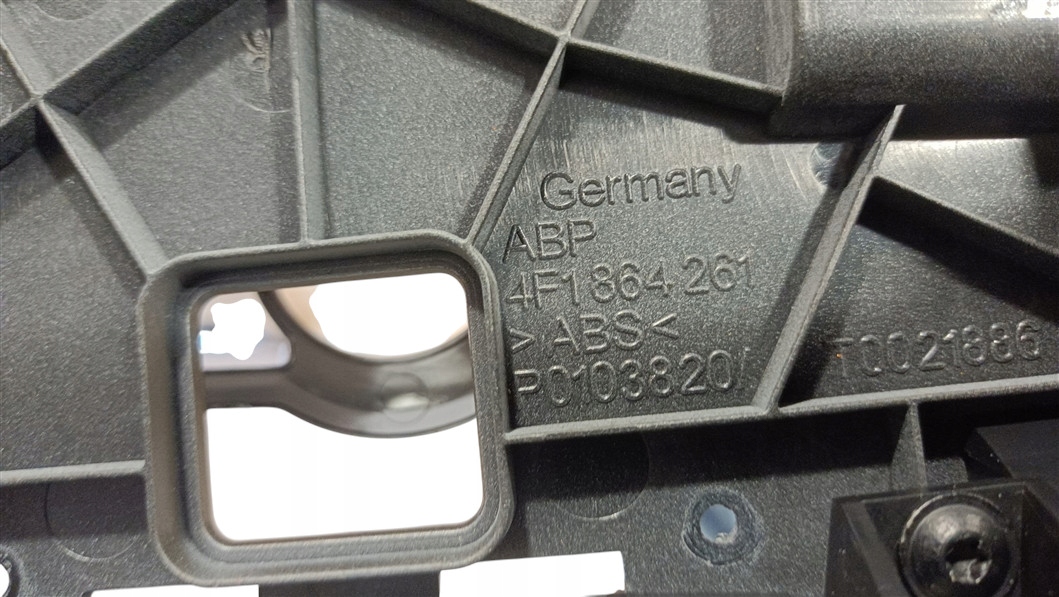 Germany
ABP
4F1 864 261
> ABS <
P0103820/
T0021886